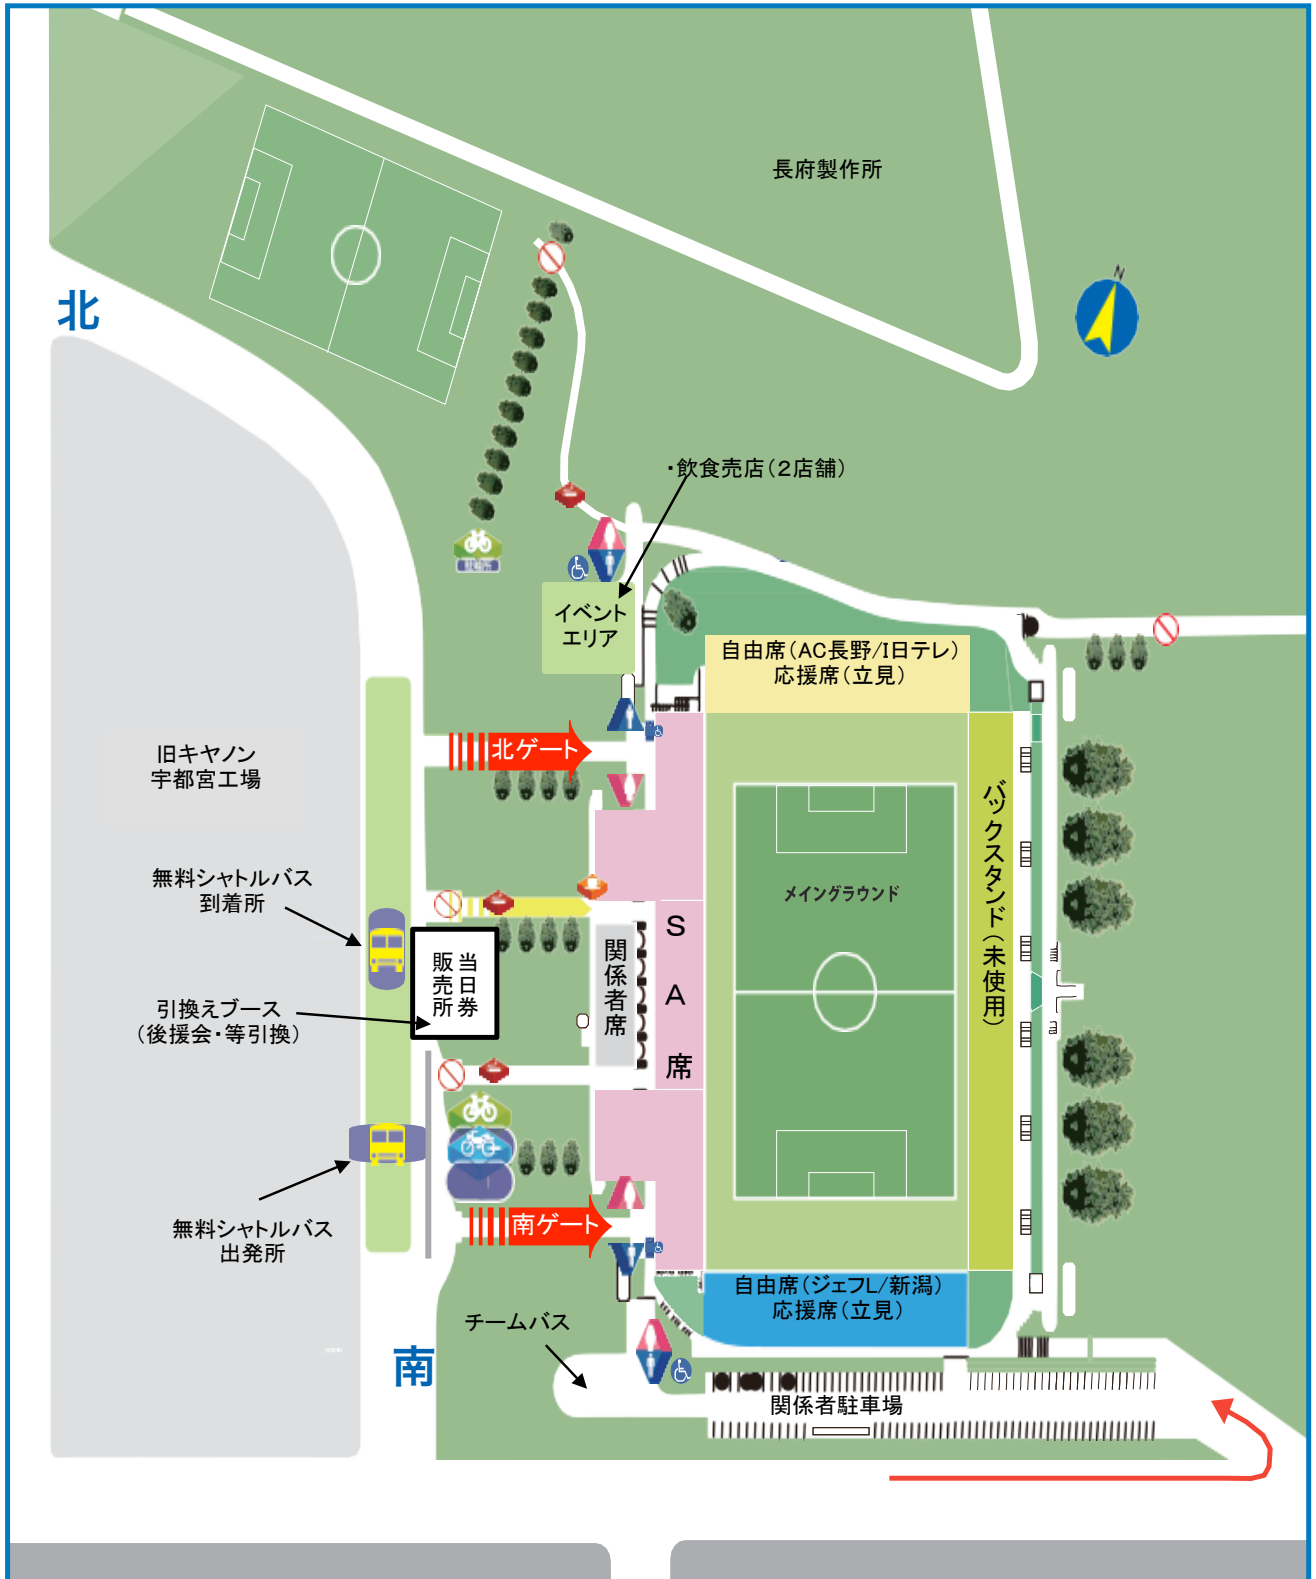 長府製作所
N
北
・飲食売店(2店舗)
駐輪所
イベント
エリア
自由席(AC長野/I日テレ)
応援席(立見)
北ゲート
旧キヤノン
宇都宮工場
バックスタンド(未使用)
メイングラウンド
無料シャトルバス
到着所
SA席
関係者席
当日券
販売所
引換えブース
(後援会・等引換)
南ゲート
無料シャトルバス
出発所
自由席(ジェフL/新潟)
応援席(立見)
チームバス
南
関係者駐車場